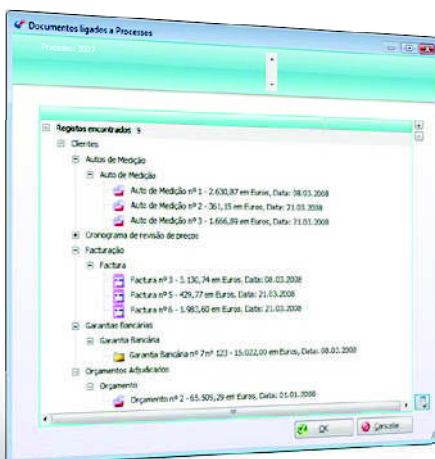 Documentos ligados a Processos
Processo 2007
Registos encontrados 9
Clientes
Autos de Medição
Auto de Medição
Auto de Medição nº 1 - 2.630,87 em Euros, Data: 08.03.2008
Auto de Medição nº 2 - 361,15 em Euros, Data: 21.03.2008
Auto de Medição nº 3 - 1.666,89 em Euros, Data: 21.03.2008
Cronograma de revisão de preços
Facturação
Factura
Factura nº 3 - 3.130,74 em Euros, Data: 08.03.2008
Factura nº 5 - 429,77 em Euros, Data: 21.03.2008
Factura nº 6 - 1.983,60 em Euros, Data: 21.03.2008
Garantias Bancárias
Garantia Bancária
Garantia Bancária nº 7 nº 123 - 15.022,00 em Euros, Data: 08.03.2008
Orçamentos Adjudicados
Orçamento
Orçamento nº 2 - 65.509,29 em Euros, Data: 01.01.2008
OK
Cancelar